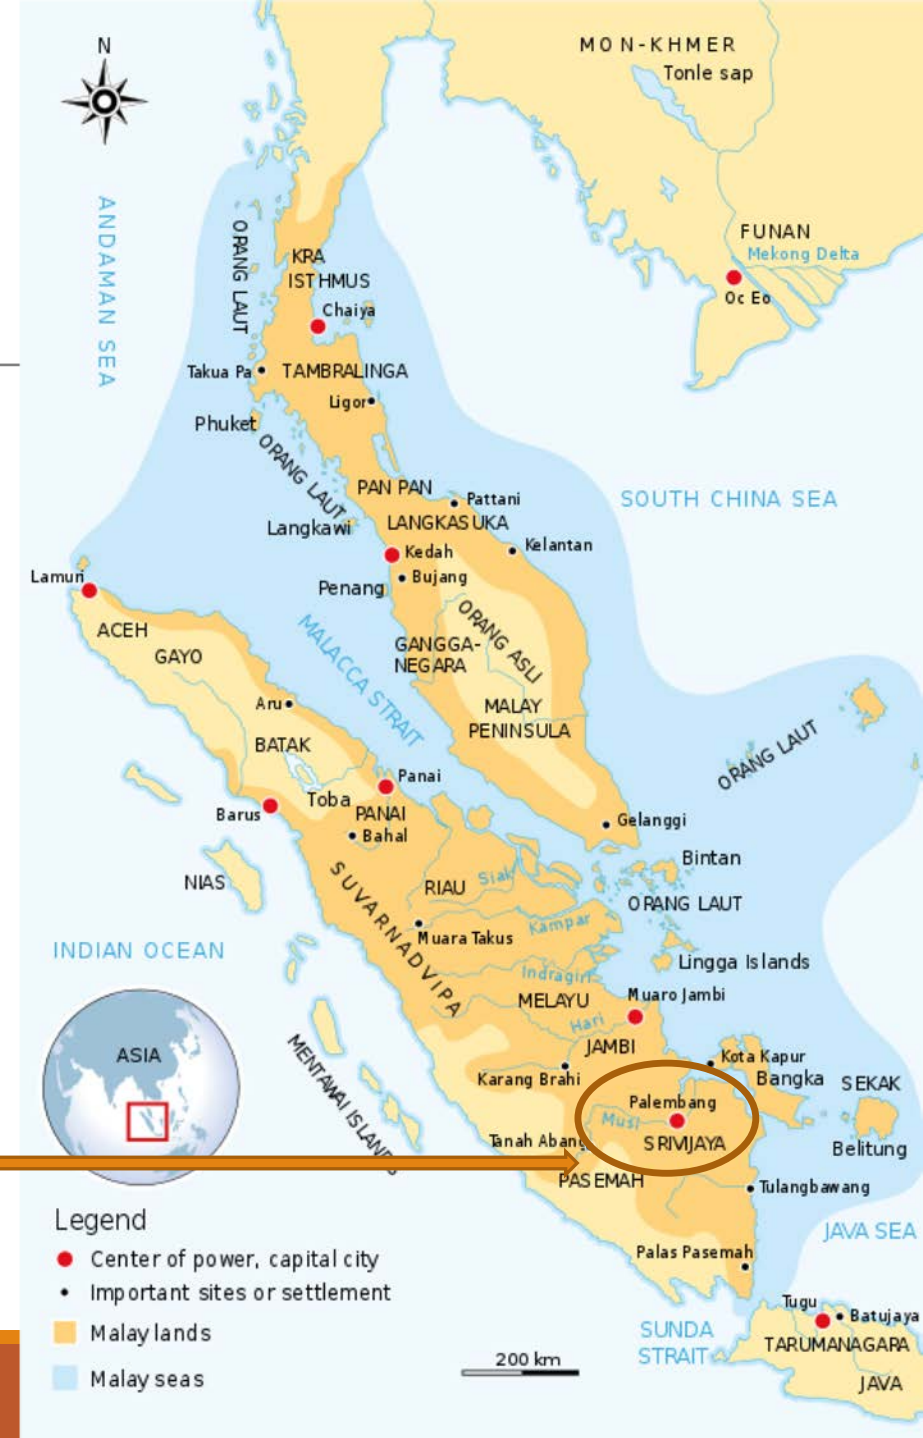 N
MON-KHMER
Tonle sap
ANDAMAN SEA
ORANG LAUT
FUNAN
Mekong Delta
Oc Eo
KRA
ISTHMUS
Chaiya
Takua Pa
TAMBRALINGA
Ligor
Phuket
ORANG LAUT
PAN PAN
Pattani
SOUTH CHINA SEA
LANGKASUKA
Langkawi
Kedah
Kelantan
Bujang
Lamuri
Penang
ORANG ASLI
ACEH
MALACCA STRAIT
GANGGA-
NEGARA
GAYO
MALAY
PENINSULA
Aru
ORANG LAUT
BATAK
Panai
Toba
PANAI
Barus
Bahal
Gelanggi
Bintan
SUVARNADVIPA
NIAS
RIAU
Siak
ORANG LAUT
Kampar
Muara Takus
INDIAN OCEAN
Lingga Islands
Indragiri
MELAYU
Muaro Jambi
Hari
ASIA
MENTAWAI ISLANDS
JAMBI
Kota Kapur
Karang Brahi
Bangka
SEKAK
Palembang
Musi
SRIVIJAYA
Tanah Abang
Belitung
PASEMAH
Tulangbawang
Legend
JAVA SEA
Center of power, capital city
Palas Pasemah
Important sites or settlement
Tugu
Batujaya
Malay lands
SUNDA
STRAIT
TARUMANAGARA
200 km
Malay seas
JAVA